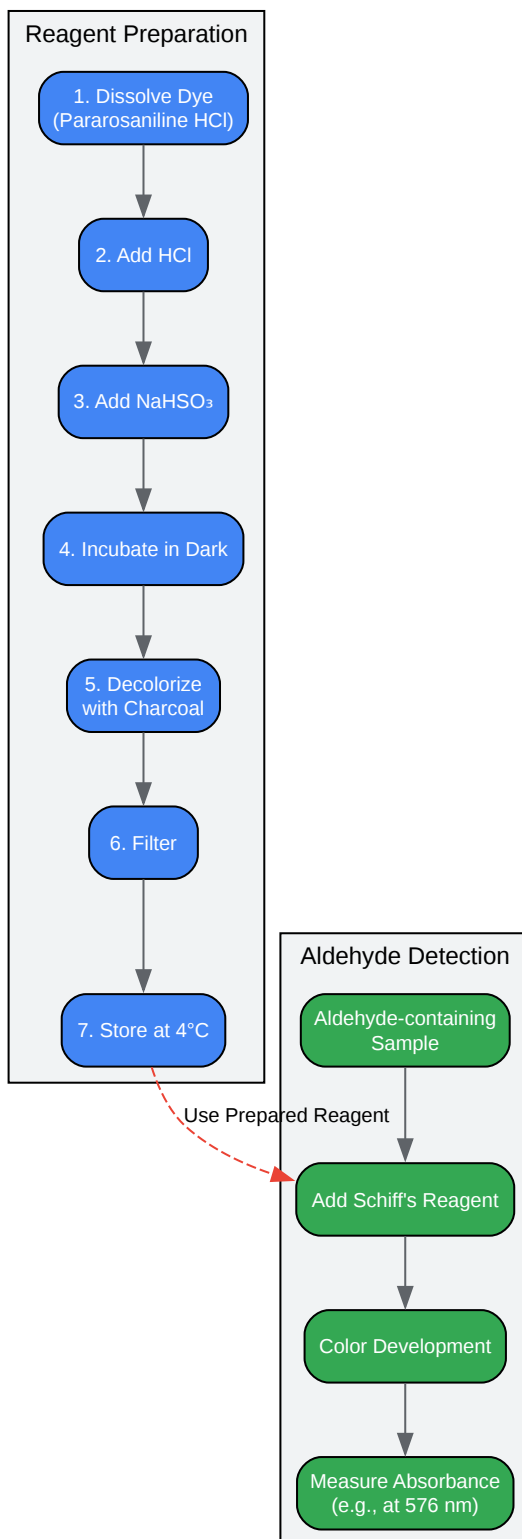 Reagent Preparation
1. Dissolve Dye
(Pararosaniline HCl)
2. Add HCl
3. Add NaHSO₃
4. Incubate in Dark
5. Decolorize
with Charcoal
6. Filter
7. Store at 4°C
Use Prepared Reagent
Aldehyde Detection
Aldehyde-containing
Sample
Add Schiff's Reagent
Color Development
Measure Absorbance
(e.g., at 576 nm)